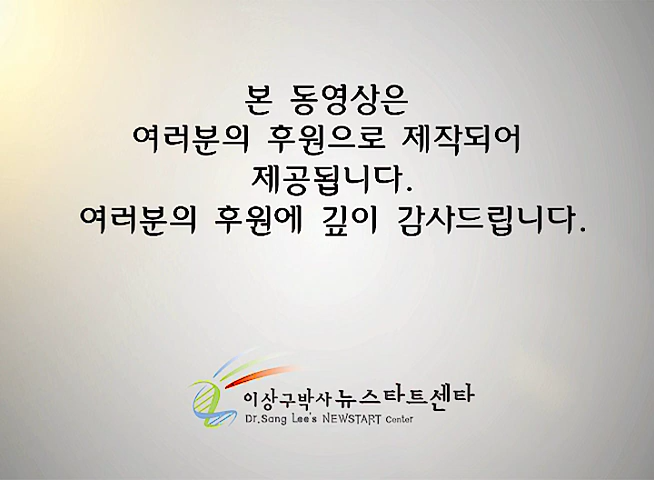 본 동영상은
여러분의 후원으로 제작되어
제공됩니다.
여러분의 후원에 깊이 감사드립니다.
이상구박사 뉴스타트센타
Dr.Sang Lee's NEWSTART Center